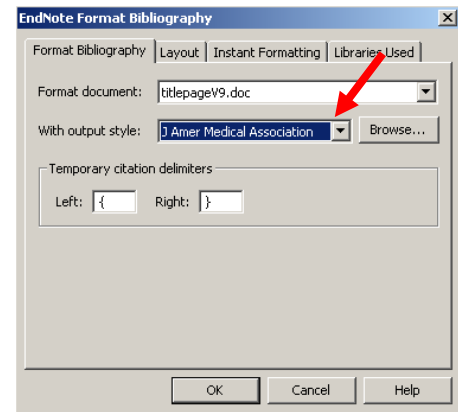 EndNote Format Bibliography
Format Bibliography Layout Instant Formatting Libraries Used
Format document: titlepageV9.doc
With output style: J Amer Medical Association Browse...
Temporary citation delimiters
Left: { Right: }
OK Cancel Help